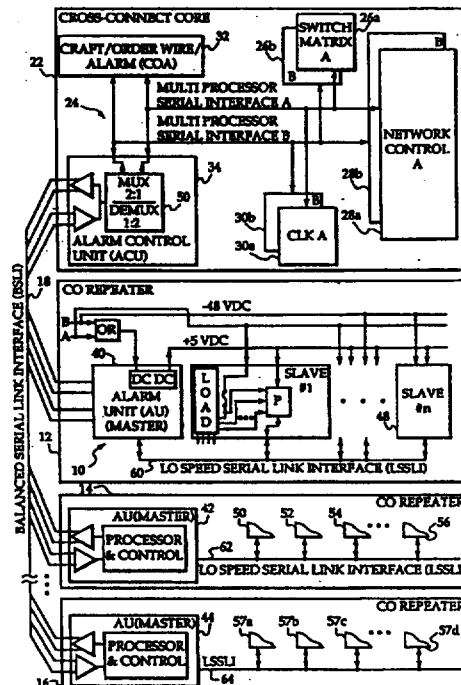 CROSS-CONNECT CORE
CRAFT/ORDER WIRE/
ALARM (COA)
32
22
24
26a
26b
SWITCH
MATRIX
A
B
MULTI PROCESSOR
SERIAL INTERFACE A
MULTI PROCESSOR
SERIAL INTERFACE B
B
NETWORK
CONTROL
A
28b
28a
34
MUX
2:1
DEMUX
1:2
50
ALARM CONTROL
UNIT (ACU)
B
30b
CLK A
30a
BALANCED SERIAL LINK INTERFACE (BSLI)
18
CO REPEATER
-48 VDC
B
A
OR
+5 VDC
40
DC DC
ALARM
UNIT (AU)
(MASTER)
LOAD
SLAVE
#1
P
SLAVE
#n
48
12
10
60
LO SPEED SERIAL LINK INTERFACE (LSSLI)
14
CO REPEATER
AU(MASTER)
42
PROCESSOR
& CONTROL
50
52
54
56
62
LO SPEED SERIAL LINK INTERFACE (LSSLI)
CO REPEATER
AU(MASTER)
44
PROCESSOR
& CONTROL
57a
57b
57c
57d
LSSLI
64
16